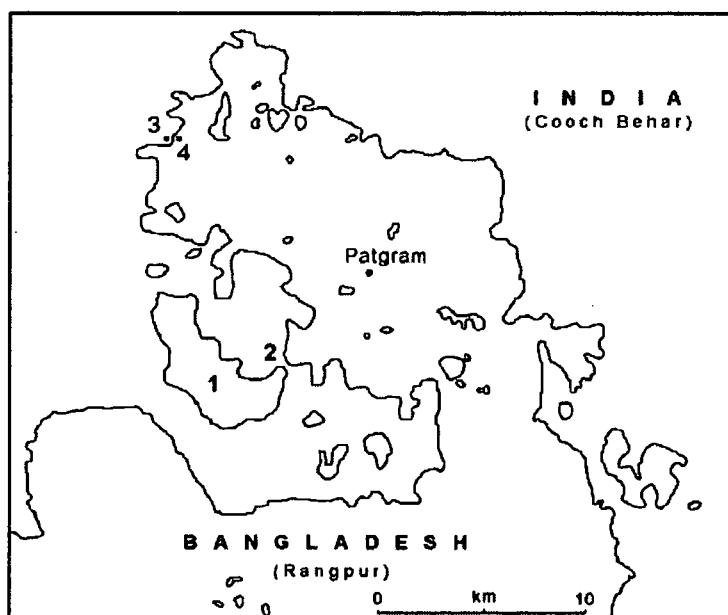 I N D I A
(Cooch Behar)
3
4
Patgram
2
1
B A N G L A D E S H
(Rangpur)
km
0 10